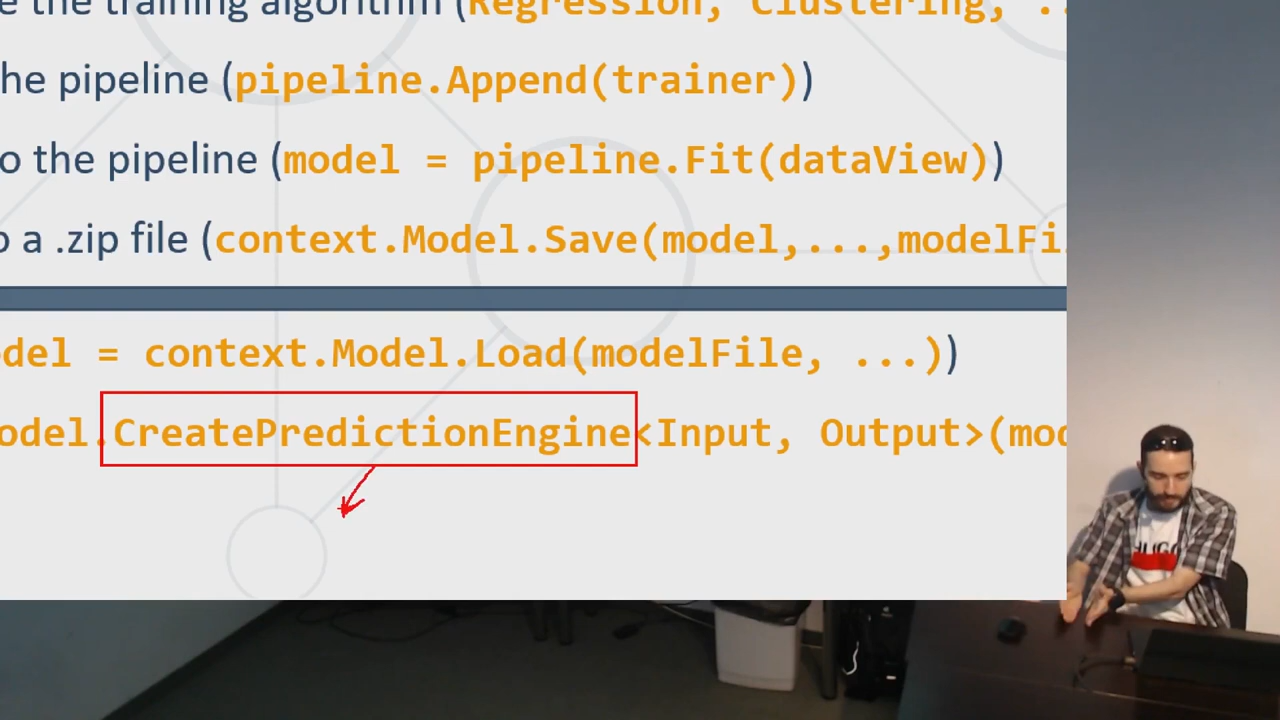 the training algorithm (Regression, Clustering, ..
he pipeline (pipeline.Append(trainer))
o the pipeline (model = pipeline.Fit(dataView))
o a .zip file (context.Model.Save(model,...,modelFi
del = context.Model.Load(modelFile, ...))
odel.CreatePredictionEngine<Input, Output>(mod
HUGO